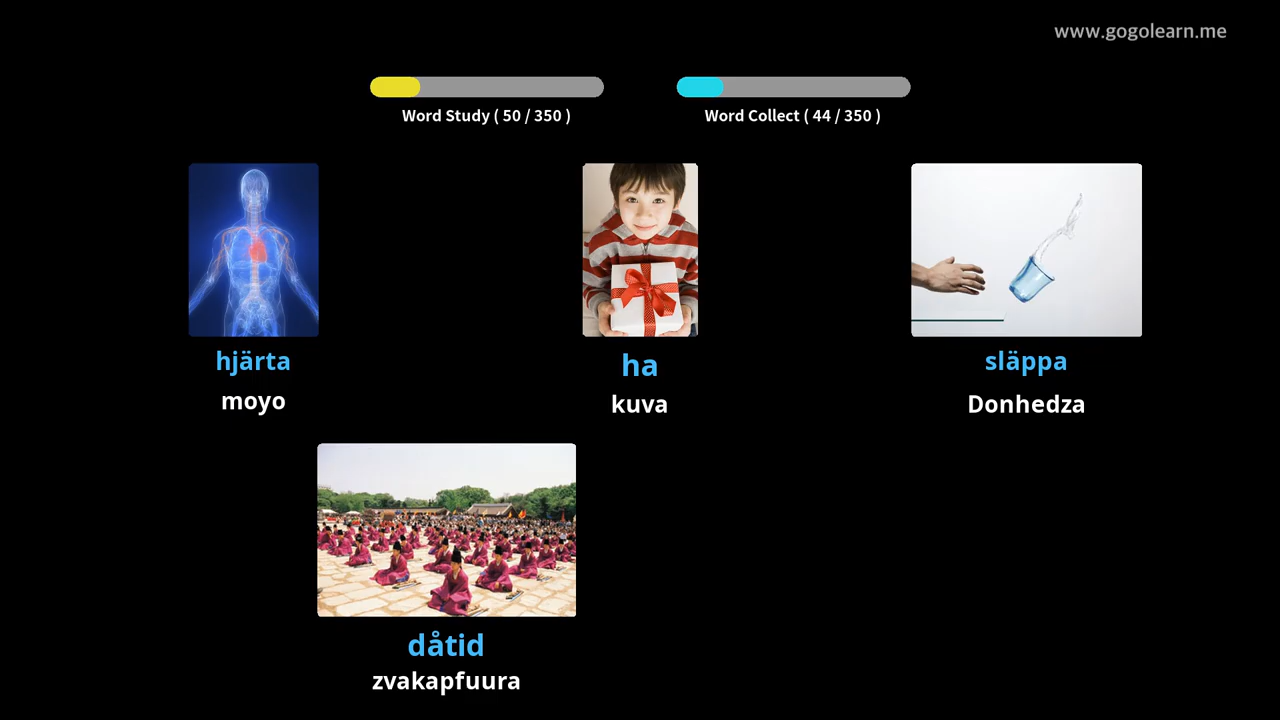 www.gogolearn.me
Word Study ( 50 / 350 )
Word Collect ( 44 / 350 )
hjärta
moyo
ha
kuva
släppa
Donhedza
dåtid
zvakapfuura